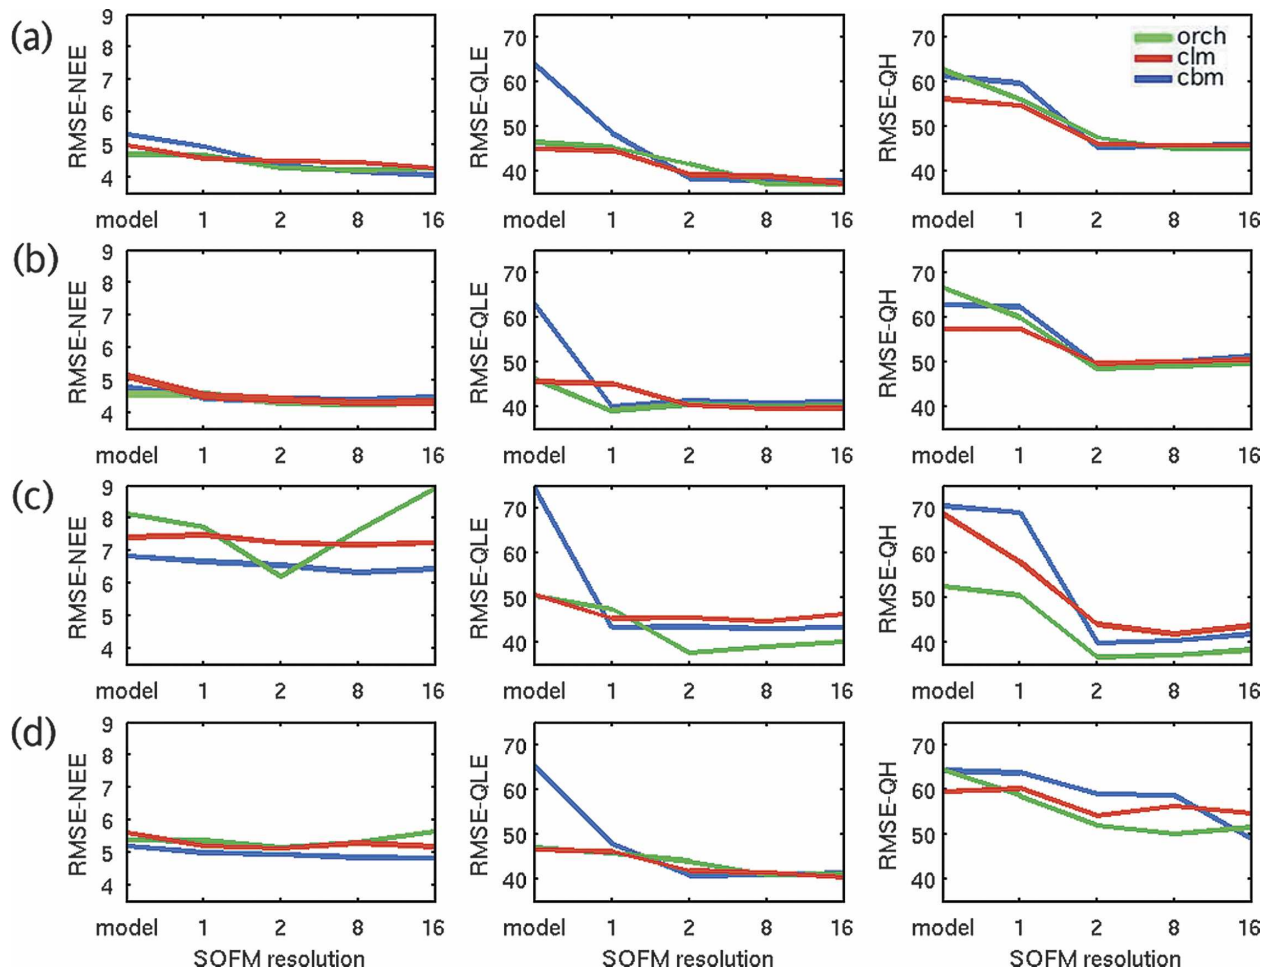 (a)
RMSE-NEE
9
8
7
6
5
4
model 1 2 8 16
RMSE-QLE
70
60
50
40
model 1 2 8 16
RMSE-QH
70
60
50
40
model 1 2 8 16
orch
clm
cbm
(b)
RMSE-NEE
9
8
7
6
5
4
model 1 2 8 16
RMSE-QLE
70
60
50
40
model 1 2 8 16
RMSE-QH
70
60
50
40
model 1 2 8 16
(c)
RMSE-NEE
9
8
7
6
5
4
model 1 2 8 16
RMSE-QLE
70
60
50
40
model 1 2 8 16
RMSE-QH
70
60
50
40
model 1 2 8 16
(d)
RMSE-NEE
9
8
7
6
5
4
model 1 2 8 16
SOFM resolution
RMSE-QLE
70
60
50
40
model 1 2 8 16
SOFM resolution
RMSE-QH
70
60
50
40
model 1 2 8 16
SOFM resolution